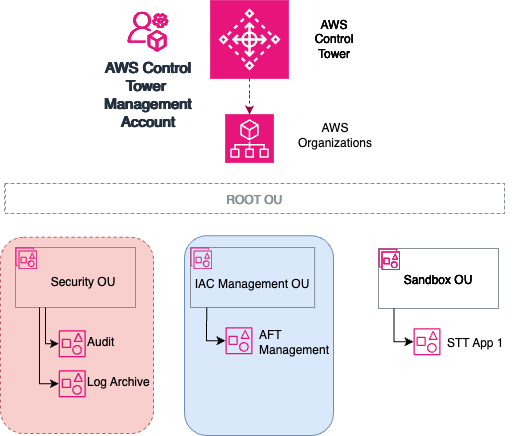 AWS
Control
Tower
AWS Control
Tower
Management
Account
AWS
Organizations
ROOT OU
Security OU
Audit
Log Archive
IAC Management OU
AFT
Management
Sandbox OU
STT App 1